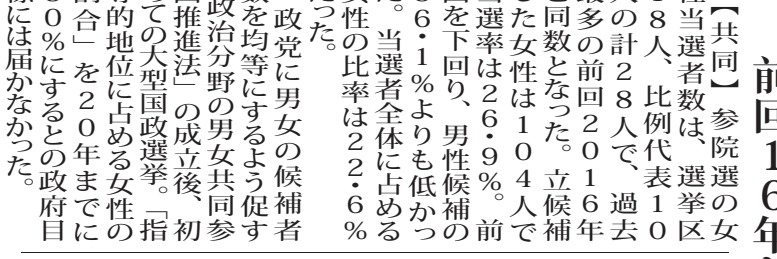 前回16年
【共同】参院選の女
性当選者数は、選挙区
18人、比例代表10
人の計28人で、過去
最多の前回2016年
と同数となった。立候補
した女性は104人で
当選率は26・9%。前
回を下回り、男性候補の
6・1%よりも低かっ
た。当選者全体に占める
女性の比率は22・6%
だった。
政党に男女の候補者
数を均等にするよう促す
政治分野の男女共同参
画推進法」の成立後、初
めての大型国政選挙。「指
導的地位に占める女性の
割合」を20年までに
30%にするとの政府目
標には届かなかった。